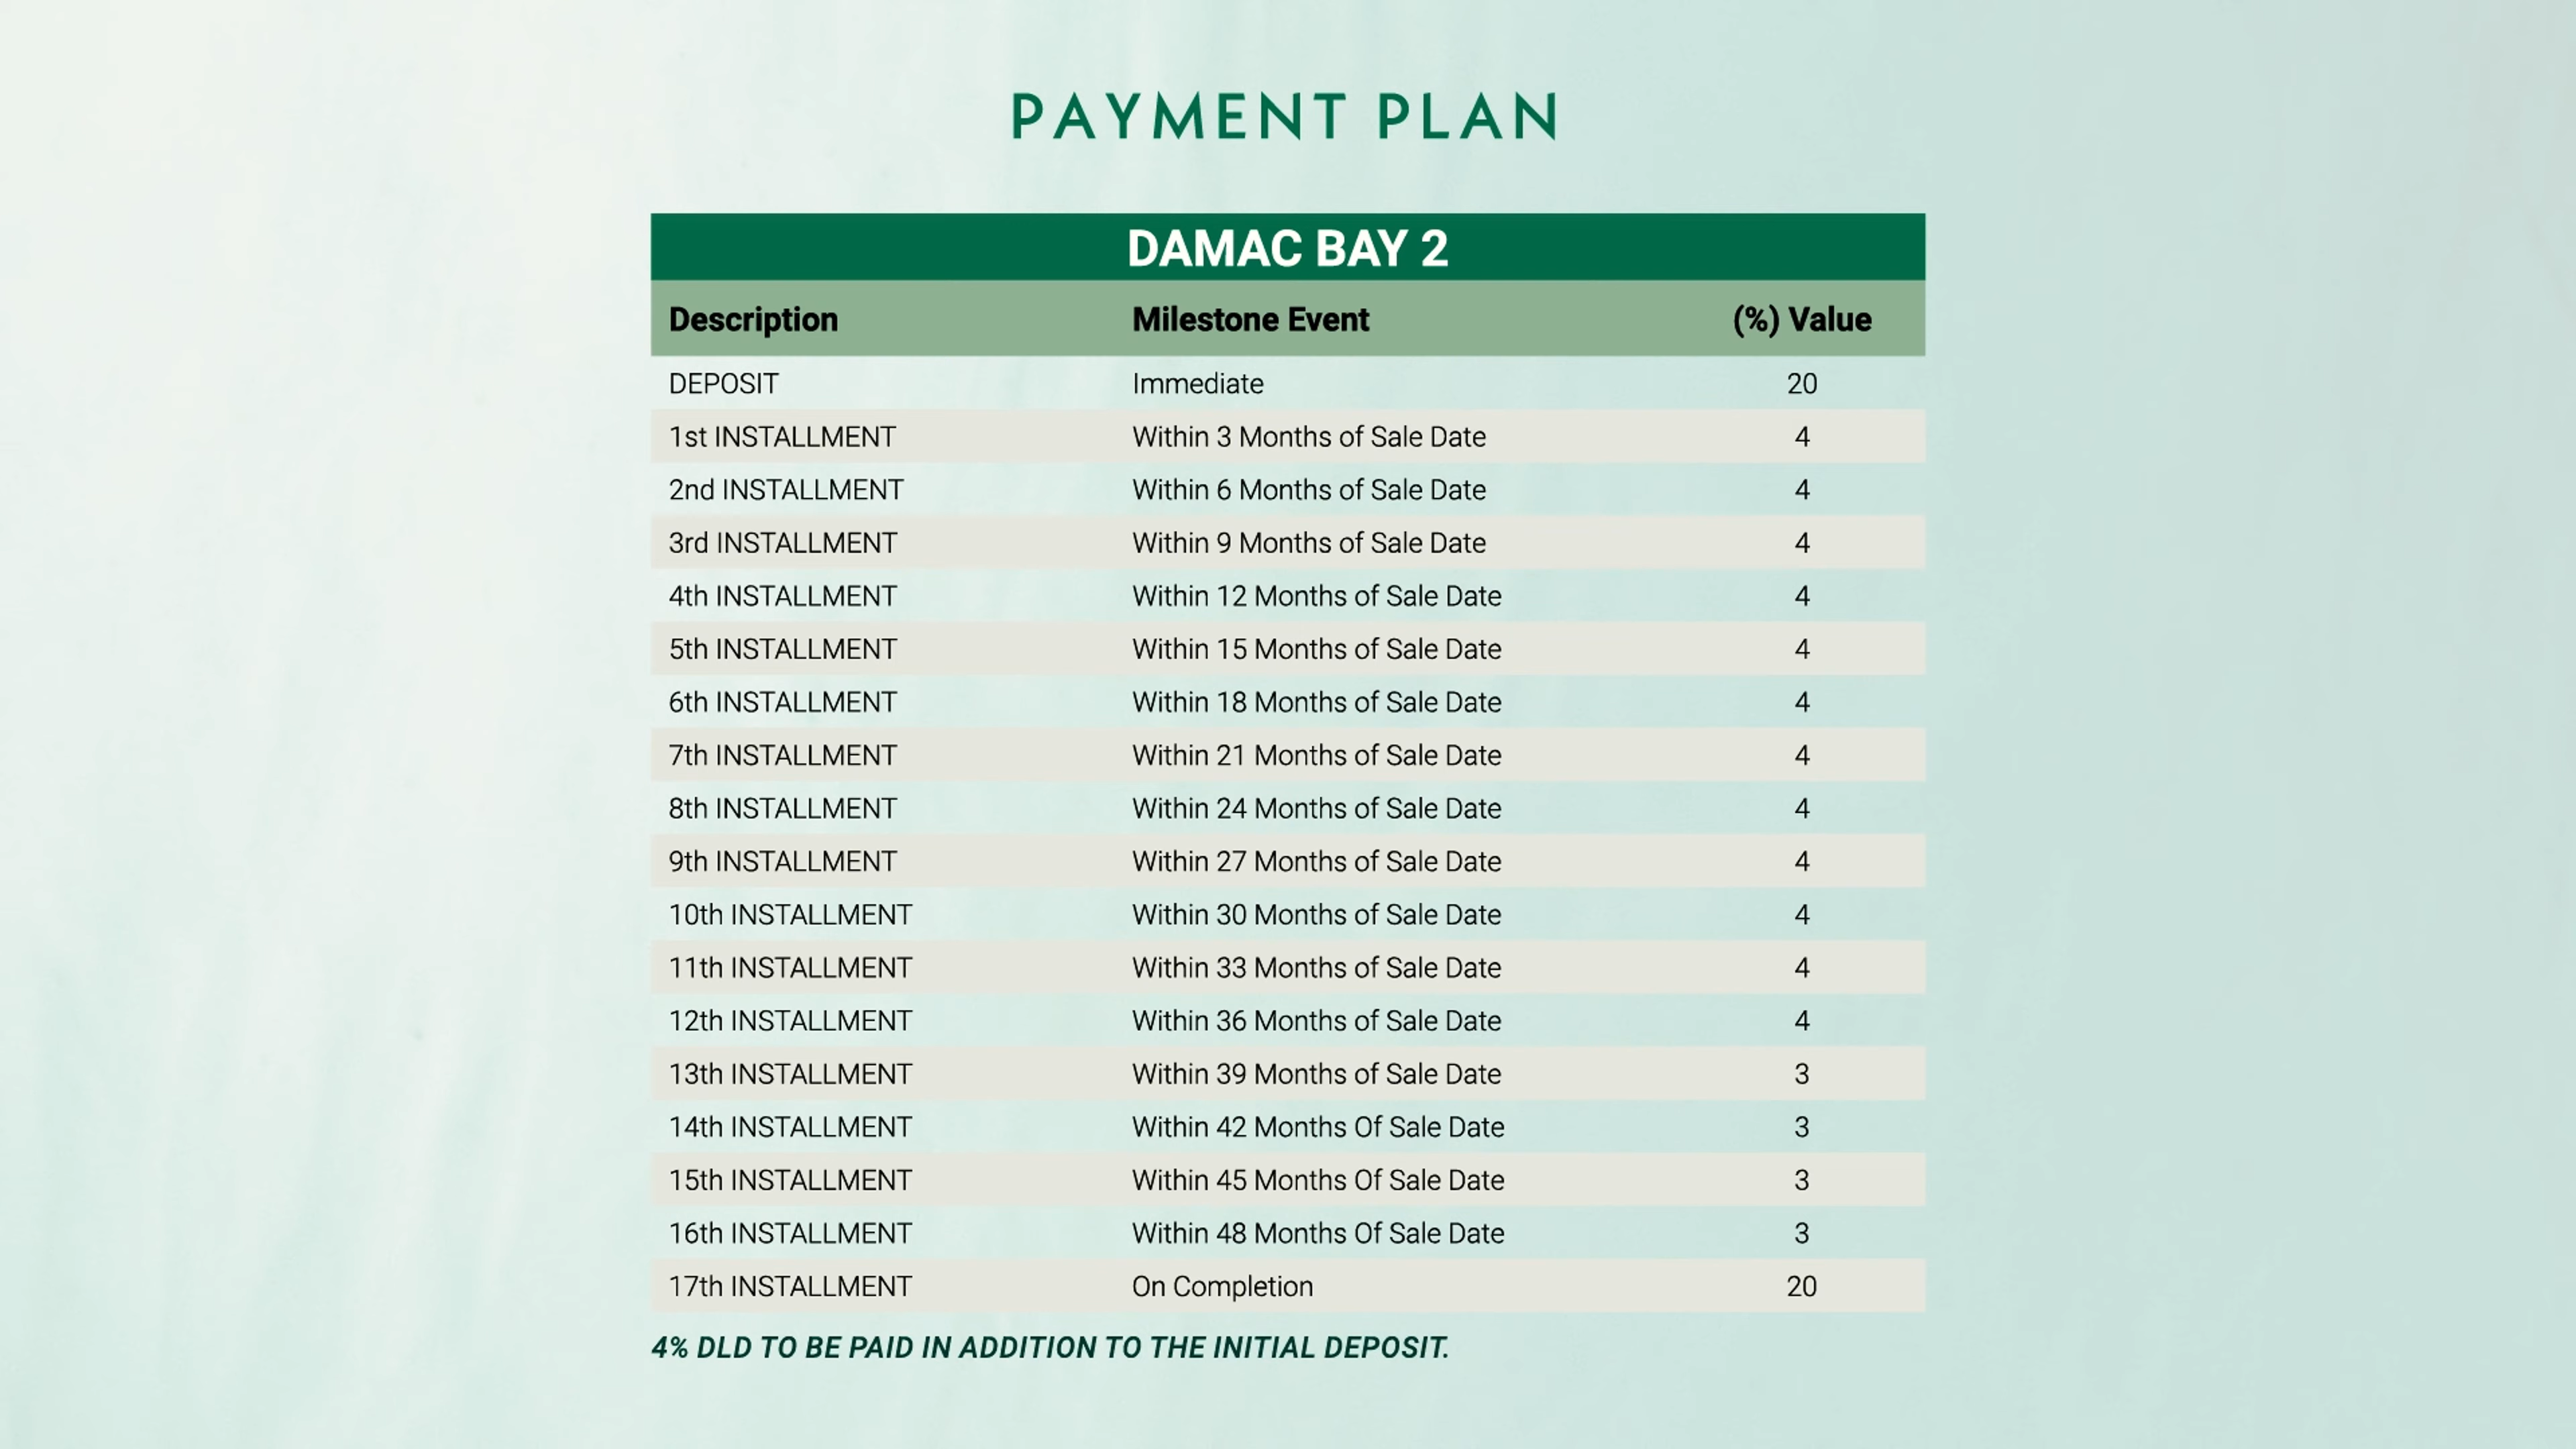 PAYMENT PLAN
DAMAC BAY 2
Description Milestone Event (%) Value
DEPOSIT Immediate 20
1st INSTALLMENT Within 3 Months of Sale Date 4
2nd INSTALLMENT Within 6 Months of Sale Date 4
3rd INSTALLMENT Within 9 Months of Sale Date 4
4th INSTALLMENT Within 12 Months of Sale Date 4
5th INSTALLMENT Within 15 Months of Sale Date 4
6th INSTALLMENT Within 18 Months of Sale Date 4
7th INSTALLMENT Within 21 Months of Sale Date 4
8th INSTALLMENT Within 24 Months of Sale Date 4
9th INSTALLMENT Within 27 Months of Sale Date 4
10th INSTALLMENT Within 30 Months of Sale Date 4
11th INSTALLMENT Within 33 Months of Sale Date 4
12th INSTALLMENT Within 36 Months of Sale Date 4
13th INSTALLMENT Within 39 Months of Sale Date 3
14th INSTALLMENT Within 42 Months Of Sale Date 3
15th INSTALLMENT Within 45 Months Of Sale Date 3
16th INSTALLMENT Within 48 Months Of Sale Date 3
17th INSTALLMENT On Completion 20
4% DLD TO BE PAID IN ADDITION TO THE INITIAL DEPOSIT.